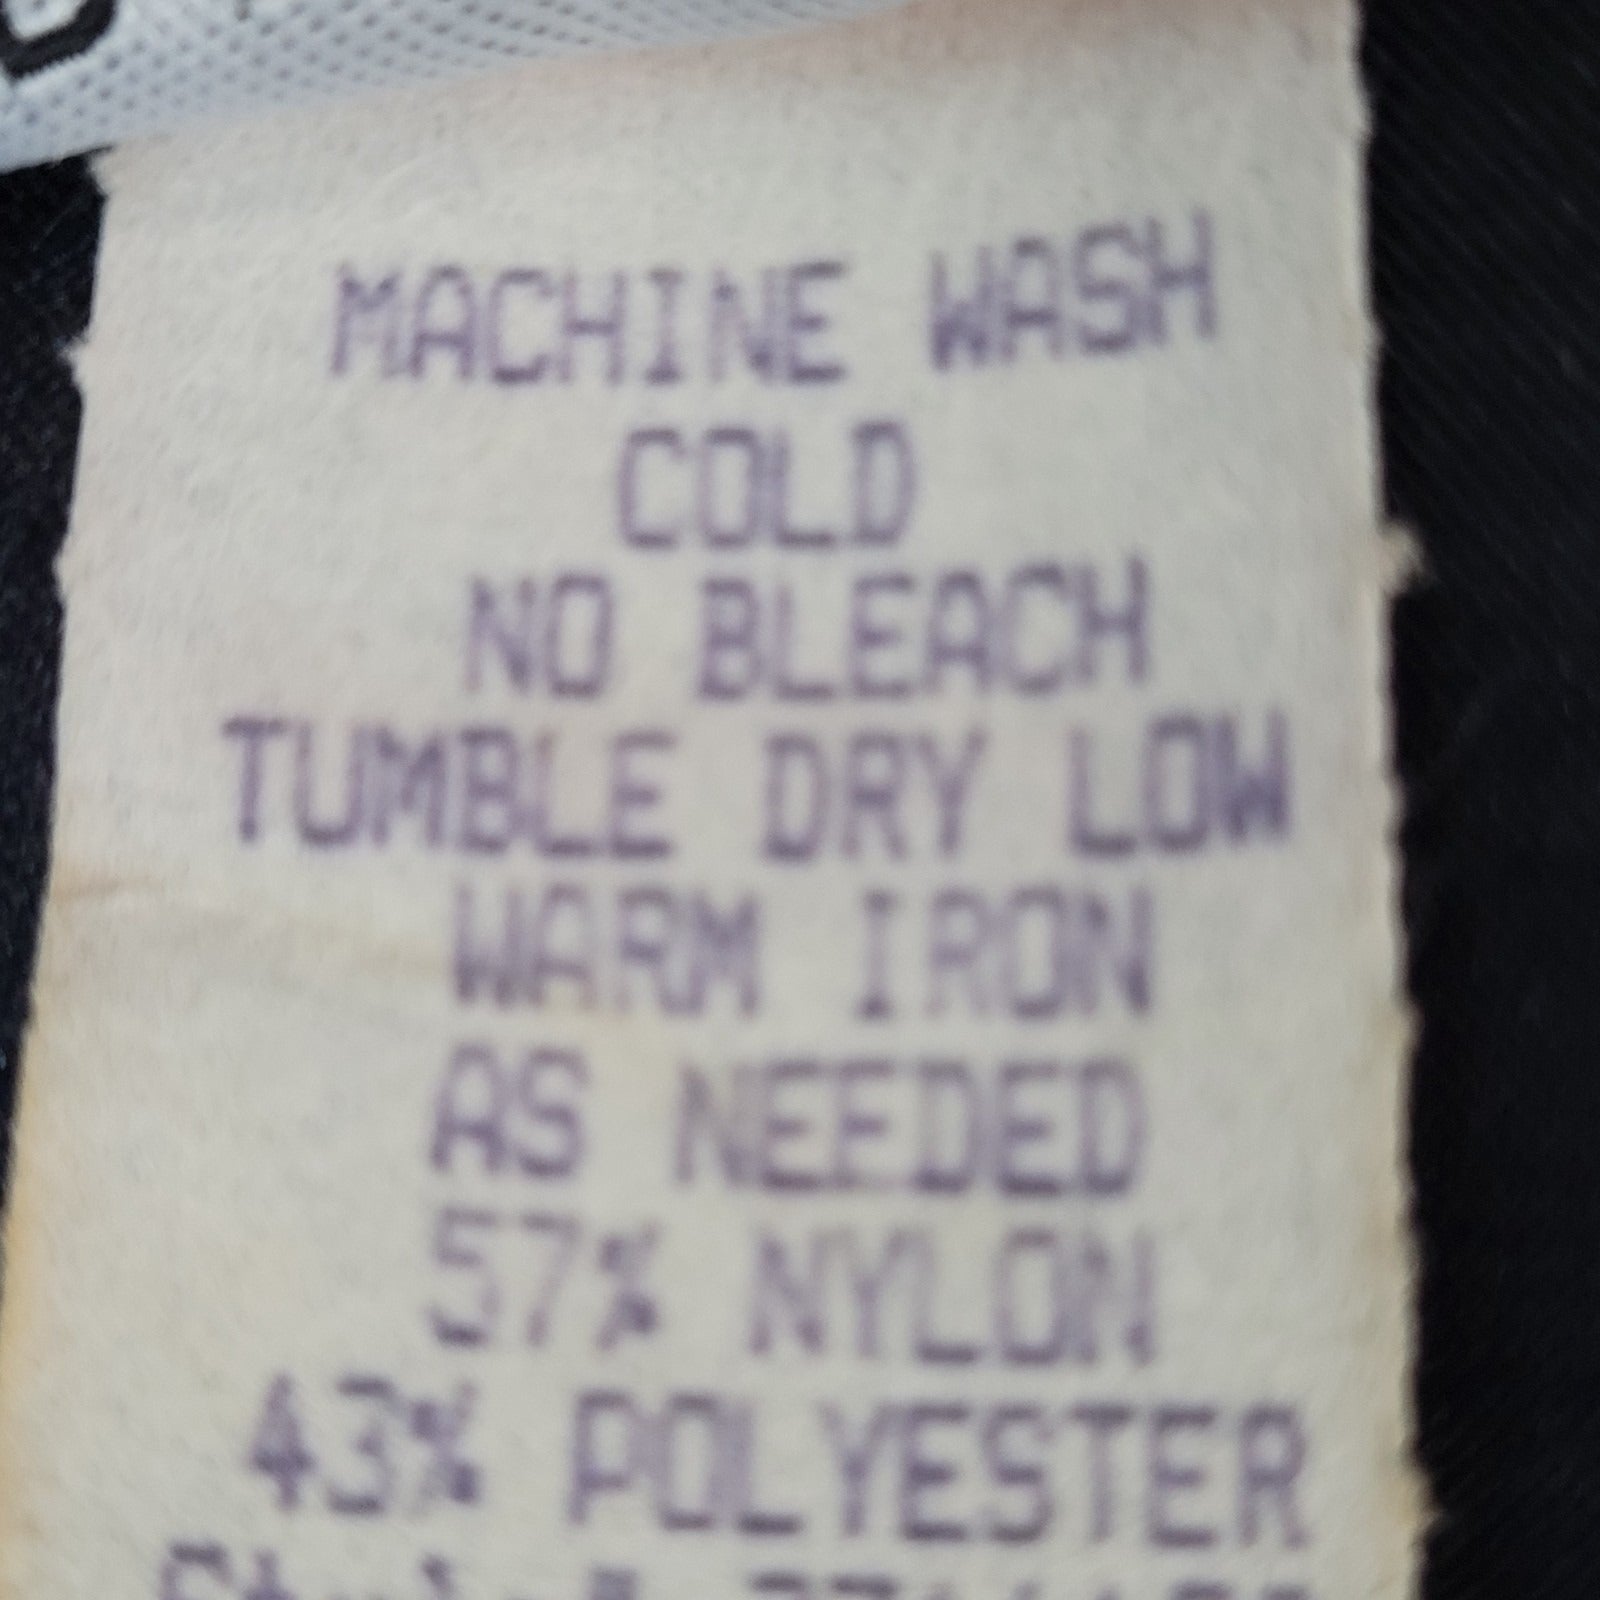 MACHINE WASH
COLD
NO BLEACH
TUMBLE DRY LOW
WARM IRON
AS NEEDED
57% NYLON
43% POLYESTER